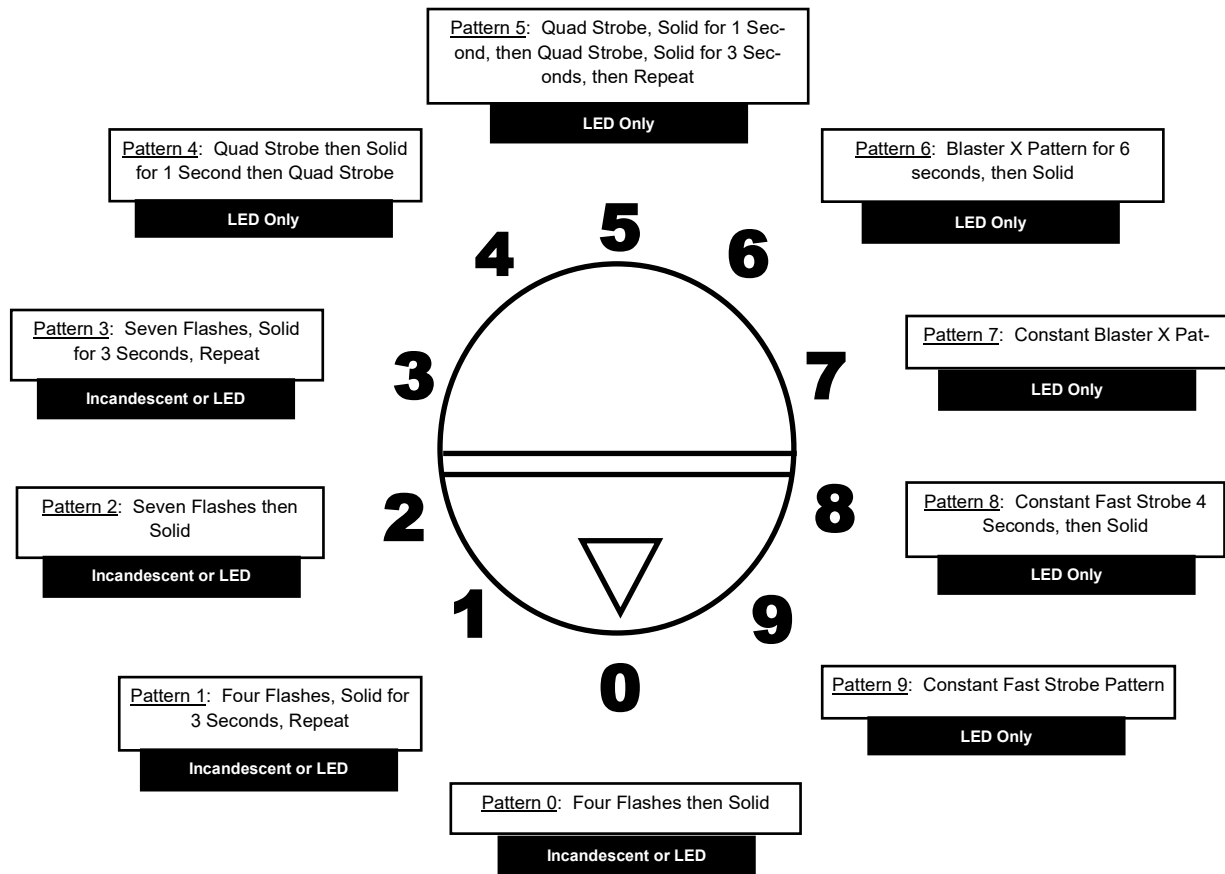 Pattern 5: Quad Strobe, Solid for 1 Sec-
ond, then Quad Strobe, Solid for 3 Sec-
onds, then Repeat
LED Only
Pattern 4: Quad Strobe then Solid
for 1 Second then Quad Strobe
LED Only
Pattern 6: Blaster X Pattern for 6
seconds, then Solid
LED Only
Pattern 3: Seven Flashes, Solid
for 3 Seconds, Repeat
Incandescent or LED
Pattern 7: Constant Blaster X Pat-
LED Only
Pattern 2: Seven Flashes then
Solid
Incandescent or LED
Pattern 8: Constant Fast Strobe 4
Seconds, then Solid
LED Only
Pattern 1: Four Flashes, Solid for
3 Seconds, Repeat
Incandescent or LED
Pattern 9: Constant Fast Strobe Pattern
LED Only
Pattern 0: Four Flashes then Solid
Incandescent or LED
5
4
6
3
7
2
8
1
9
0